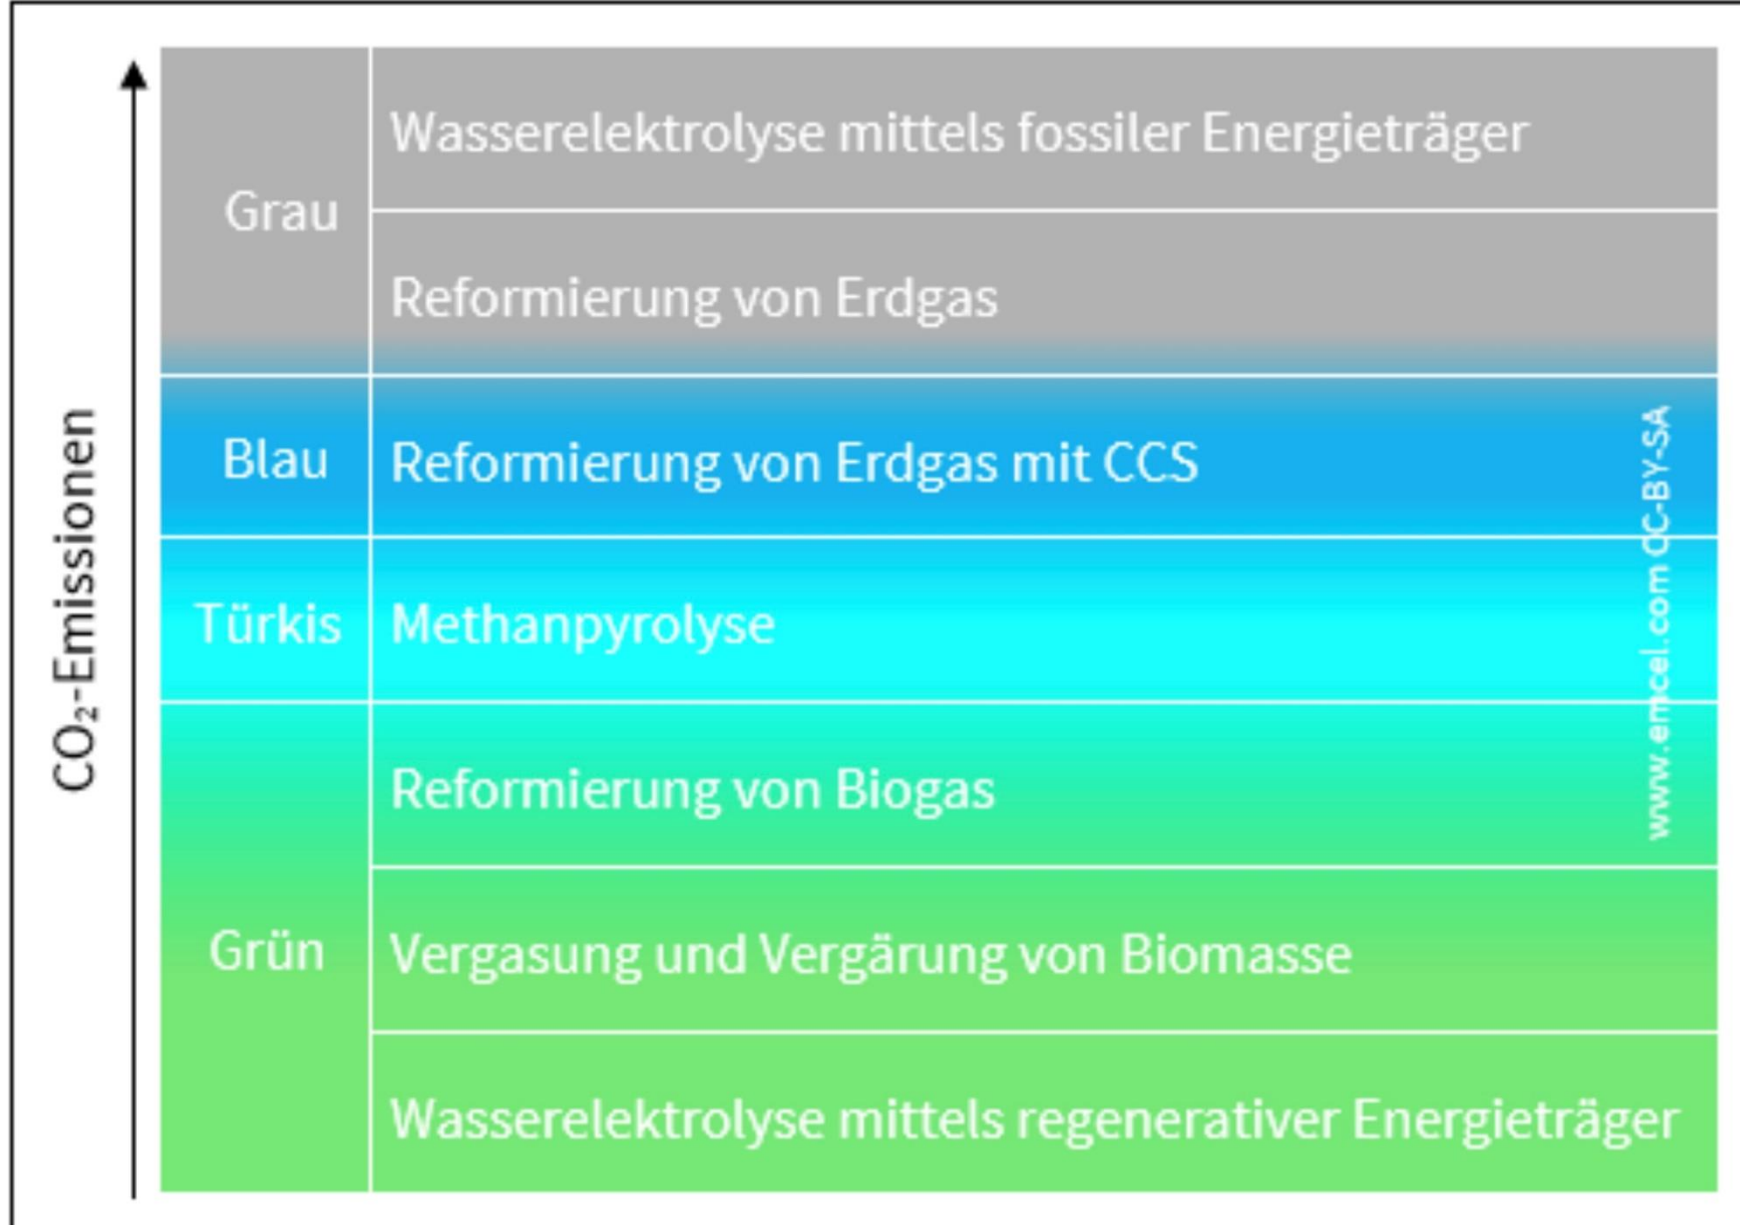 CO₂-Emissionen
Grau
Wasserelektrolyse mittels fossiler Energieträger
Reformierung von Erdgas
Blau
Reformierung von Erdgas mit CCS
Türkis
Methanpyrolyse
Grün
Reformierung von Biogas
Vergasung und Vergärung von Biomasse
Wasserelektrolyse mittels regenerativer Energieträger
www.emcel.com CC-BY-SA